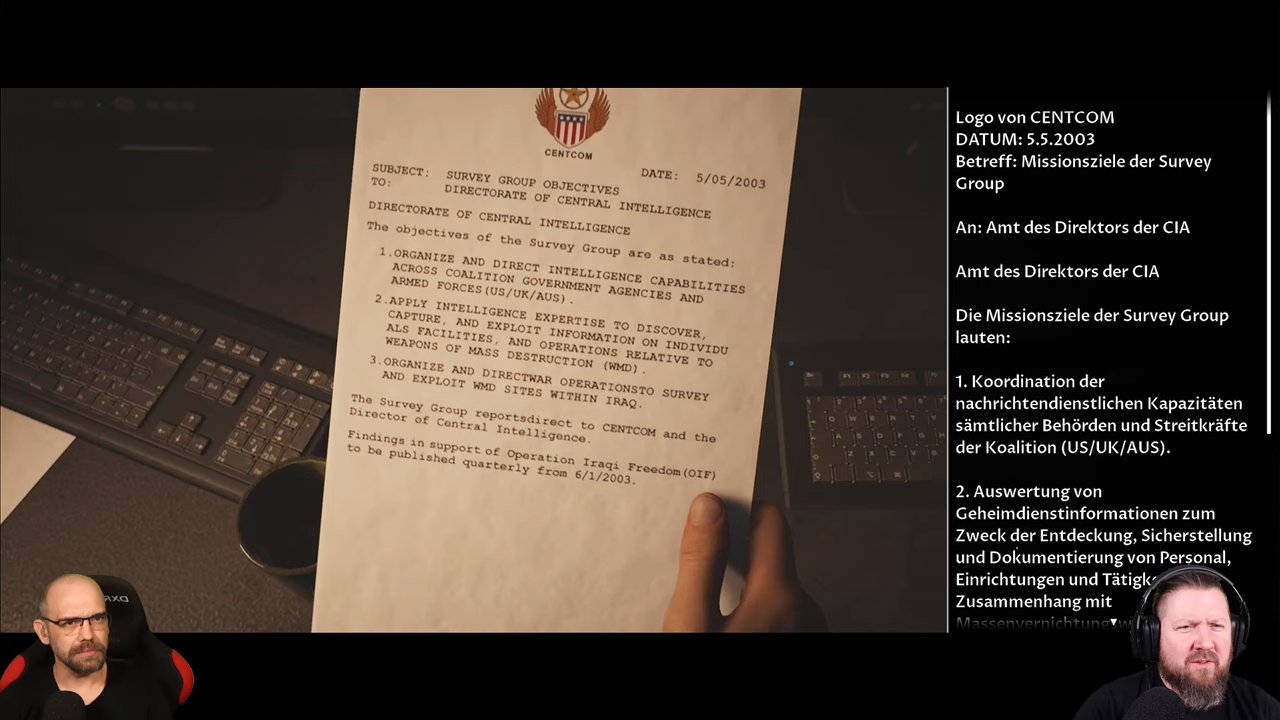 CENTCOM
SUBJECT: SURVEY GROUP OBJECTIVES
DATE: 5/05/2003
TO: DIRECTORATE OF CENTRAL INTELLIGENCE
DIRECTORATE OF CENTRAL INTELLIGENCE
The objectives of the Survey Group are as stated:
1.ORGANIZE AND DIRECT INTELLIGENCE CAPABILITIES
ACROSS COALITION GOVERNMENT AGENCIES AND
ARMED FORCES(US/UK/AUS).
2.APPLY INTELLIGENCE EXPERTISE TO DISCOVER,
CAPTURE, AND EXPLOIT INFORMATION ON INDIVIDU
ALS FACILITIES, AND OPERATIONS RELATIVE TO
WEAPONS OF MASS DESTRUCTION (WMD).
3.ORGANIZE AND DIRECTWAR OPERATIONSTO SURVEY
AND EXPLOIT WMD SITES WITHIN IRAQ.
The Survey Group reportsdirect to CENTCOM and the
Director of Central Intelligence.
Findings in support of Operation Iraqi Freedom(OIF)
to be published quarterly from 6/1/2003.
Logo von CENTCOM
DATUM: 5.5.2003
Betreff: Missionsziele der Survey
Group
An: Amt des Direktors der CIA
Amt des Direktors der CIA
Die Missionsziele der Survey Group
lauten:
1. Koordination der
nachrichtendienstlichen Kapazitäten
sämtlicher Behörden und Streitkräfte
der Koalition (US/UK/AUS).
2. Auswertung von
Geheimdienstinformationen zum
Zweck der Entdeckung, Sicherstellung
und Dokumentierung von Personal,
Einrichtungen und
Zusammenhang mit
DXR